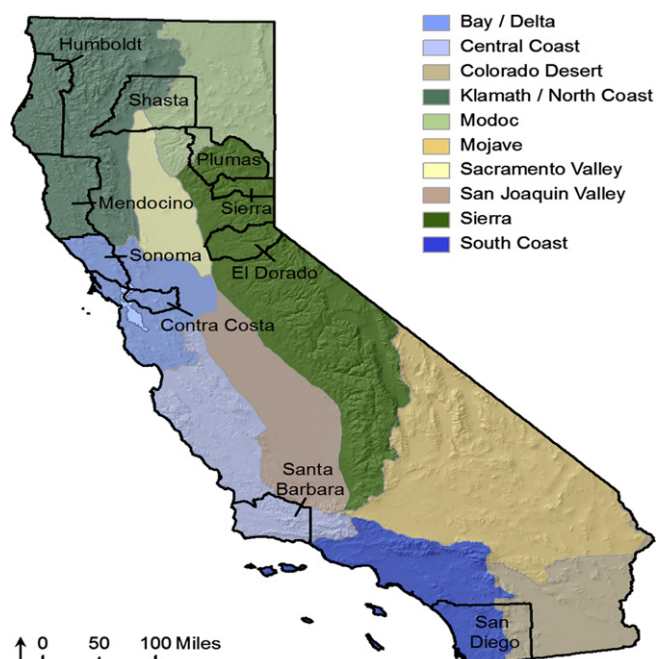 Humboldt
Shasta
Plumas
Mendocino
Sierra
Sonoma
El Dorado
Contra Costa
Santa
Barbara
San
Diego
0 50 100 Miles
Bay / Delta
Central Coast
Colorado Desert
Klamath / North Coast
Modoc
Mojave
Sacramento Valley
San Joaquin Valley
Sierra
South Coast